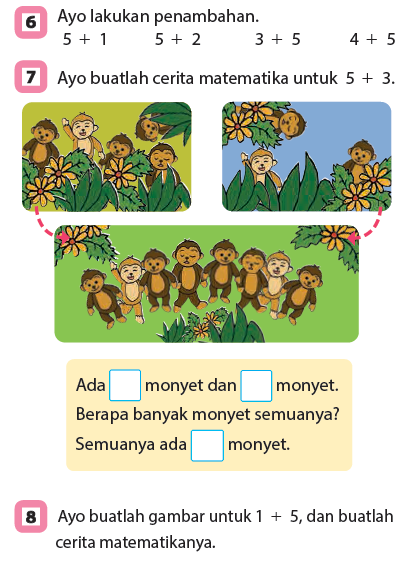 6 Ayo lakukan penambahan.
5 + 1 5 + 2 3 + 5 4 + 5
7 Ayo buatlah cerita matematika untuk 5 + 3.
Ada monyet dan monyet.
Berapa banyak monyet semuanya?
Semuanya ada monyet.
8 Ayo buatlah gambar untuk 1 + 5, dan buatlah
cerita matematikanya.